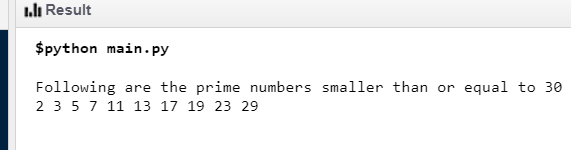 Result
$python main.py
Following are the prime numbers smaller than or equal to 30
2 3 5 7 11 13 17 19 23 29